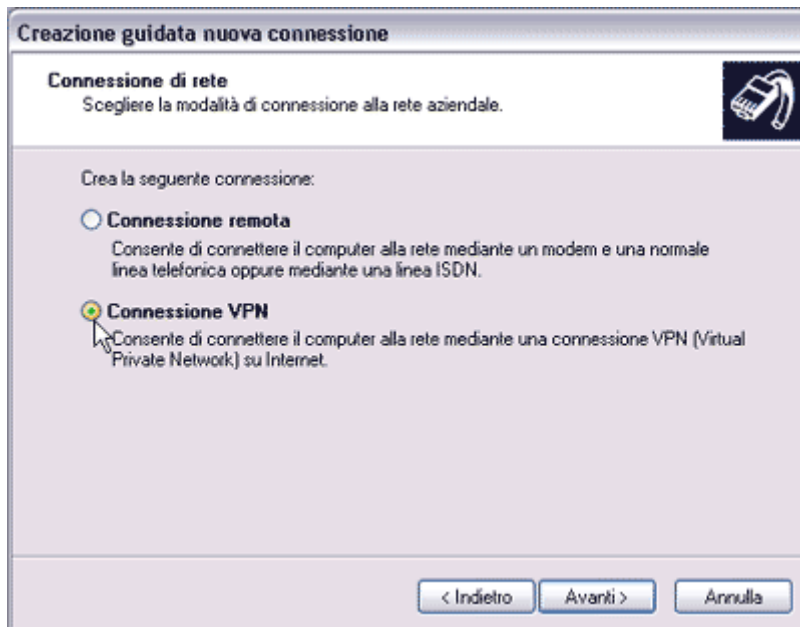 Creazione guidata nuova connessione
Connessione di rete
Scegliere la modalità di connessione alla rete aziendale.
Crea la seguente connessione:
Connessione remota
Consente di connettere il computer alla rete mediante un modem e una normale
linea telefonica oppure mediante una linea ISDN.
Connessione VPN
Consente di connettere il computer alla rete mediante una connessione VPN (Virtual
Private Network) su Internet.
< Indietro
Avanti >
Annulla